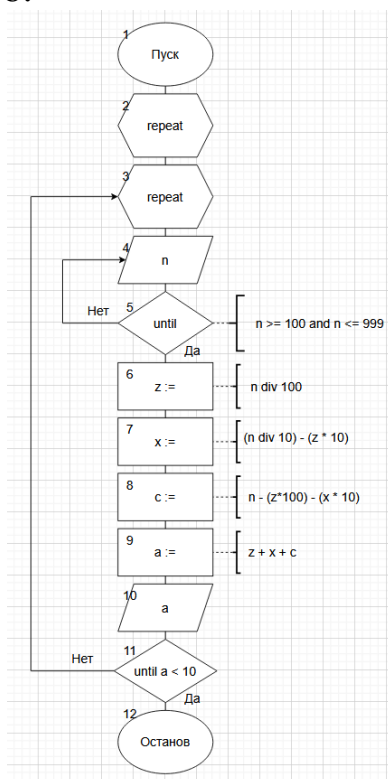 1
Пуск
2
repeat
3
repeat
4
n
Нет
5
until
n >= 100 and n <= 999
Да
6
z :=
n div 100
7
x :=
(n div 10) - (z * 10)
8
c :=
n - (z*100) - (x * 10)
9
a :=
z + x + c
10
a
11
Нет
until a < 10
Да
12
Останов